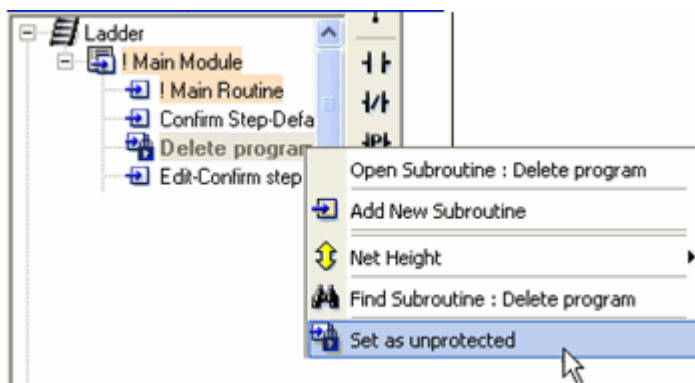 Ladder
! Main Module
! Main Routine
Confirm Step-Defa
Delete program
Edit-Confirm step
Open Subroutine : Delete program
Add New Subroutine
Net Height
Find Subroutine : Delete program
Set as unprotected